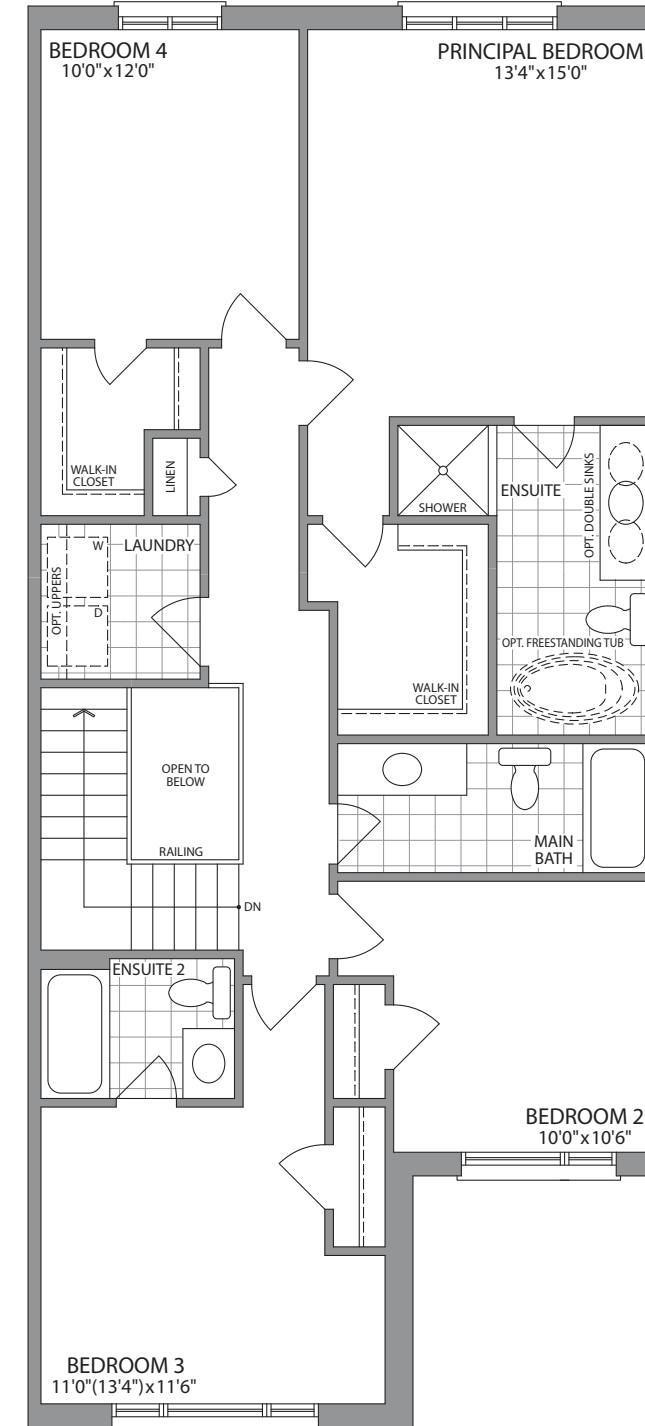 BEDROOM 4
10'0"x12'0"
PRINCIPAL BEDROOM
13'4"x15'0"
WALK-IN
CLOSET
LINEN
SHOWER
ENSUITE
OPT. DOUBLE SINKS
W
LAUNDRY
OPT. UPPERS
D
OPT. FREESTANDING TUB
WALK-IN
CLOSET
OPEN TO
BELOW
RAILING
MAIN
BATH
DN
ENSUITE 2
BEDROOM 2
10'0"x10'6"
BEDROOM 3
11'0"(13'4")x11'6"